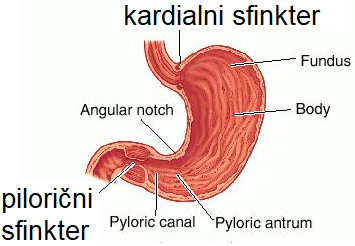 kardialni sfinkter
Fundus
Body
Angular notch
pilorični
sfinkter
Pyloric canal
Pyloric antrum